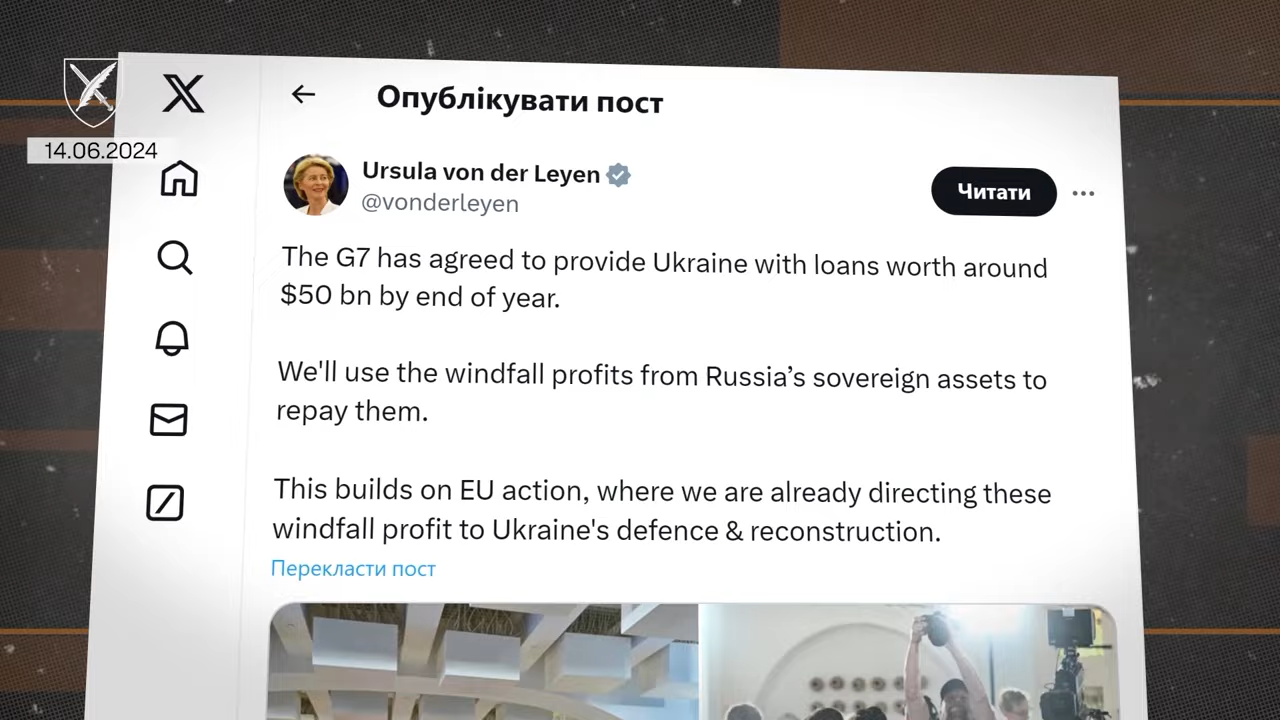 14.06.2024
Опублікувати пост
Ursula von der Leyen
@vonderleyen
Читати
The G7 has agreed to provide Ukraine with loans worth around
$50 bn by end of year.
We'll use the windfall profits from Russia’s sovereign assets to
repay them.
This builds on EU action, where we are already directing these
windfall profit to Ukraine's defence & reconstruction.
Перекласти пост